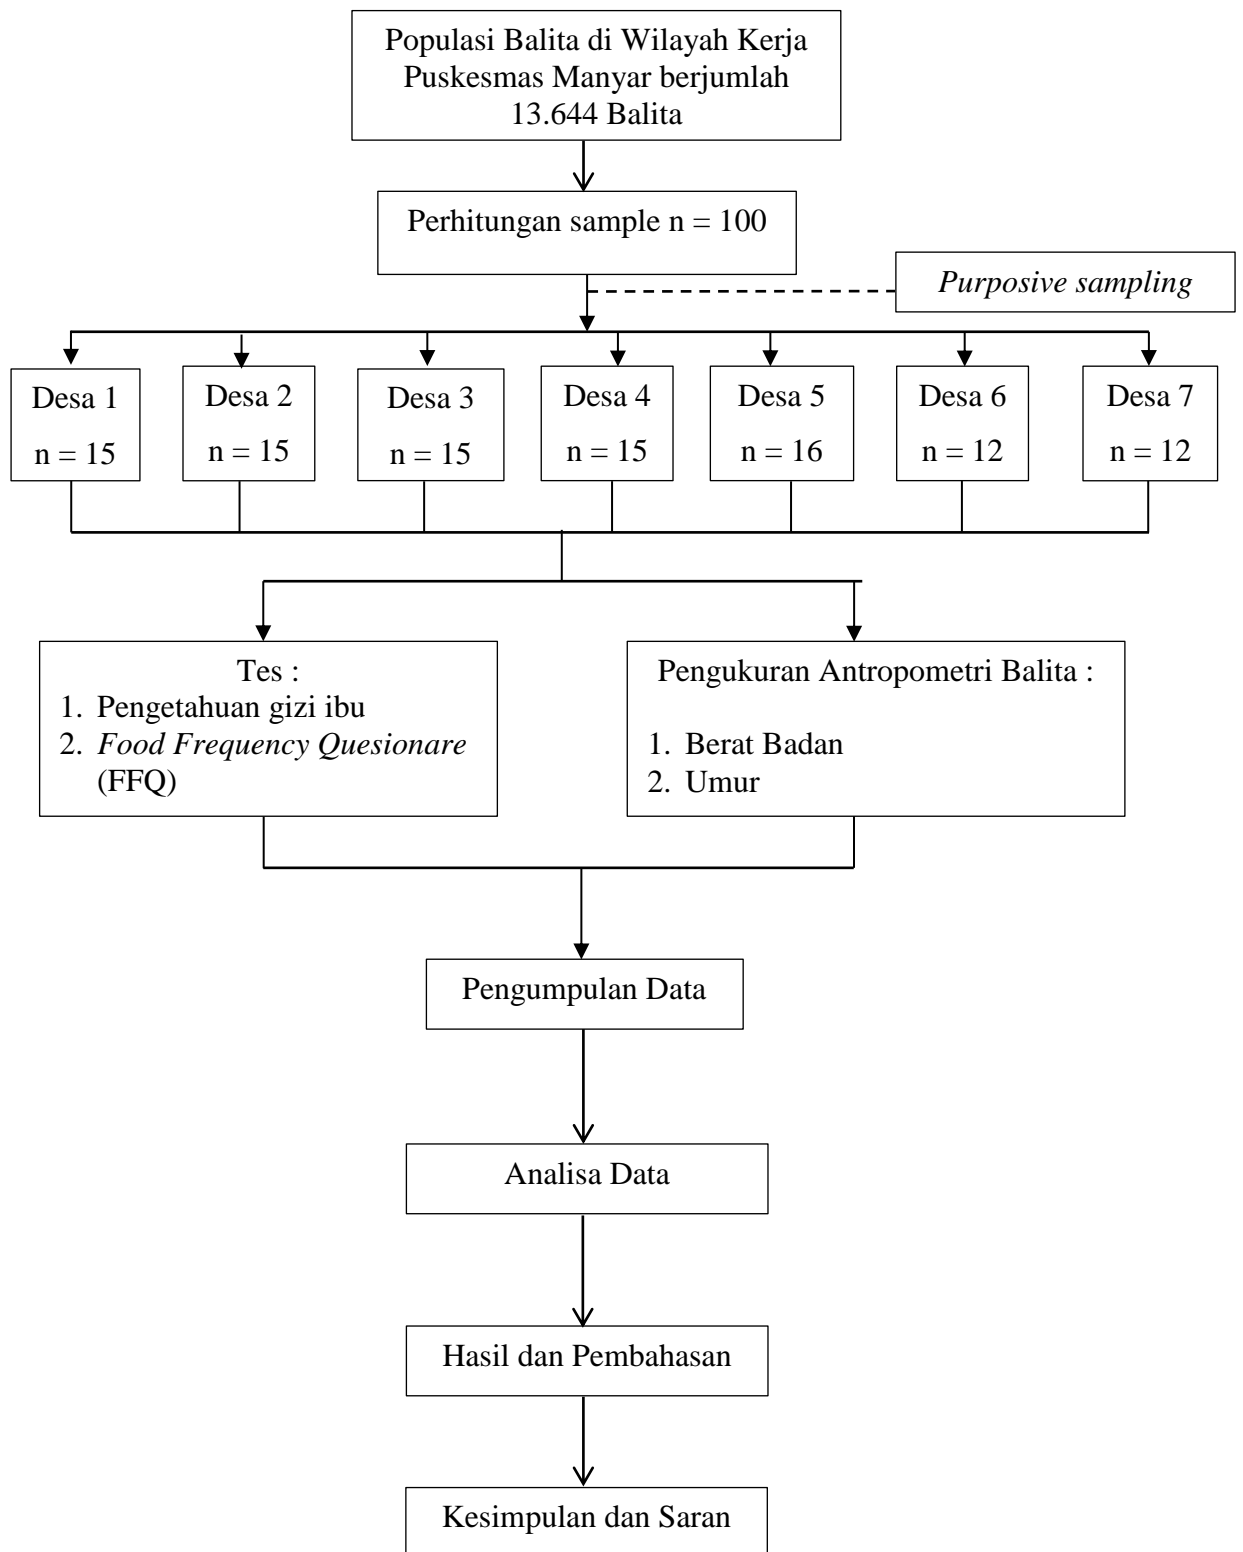 Populasi Balita di Wilayah Kerja
Puskesmas Manyar berjumlah
13.644 Balita
Perhitungan sample n = 100
Purposive sampling
Desa 1
n = 15
Desa 2
n = 15
Desa 3
n = 15
Desa 4
n = 15
Desa 5
n = 16
Desa 6
n = 12
Desa 7
n = 12
Tes :
1. Pengetahuan gizi ibu
2. Food Frequency Quesionare
(FFQ)
Pengukuran Antropometri Balita :
1. Berat Badan
2. Umur
Pengumpulan Data
Analisa Data
Hasil dan Pembahasan
Kesimpulan dan Saran